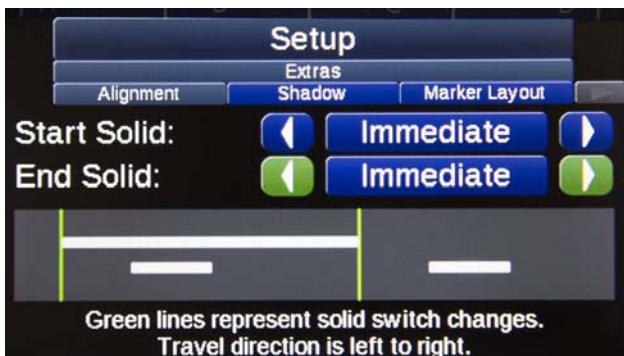 Setup
Extras
Alignment Shadow Marker Layout
Start Solid: Immediate
End Solid: Immediate
Green lines represent solid switch changes.
Travel direction is left to right.